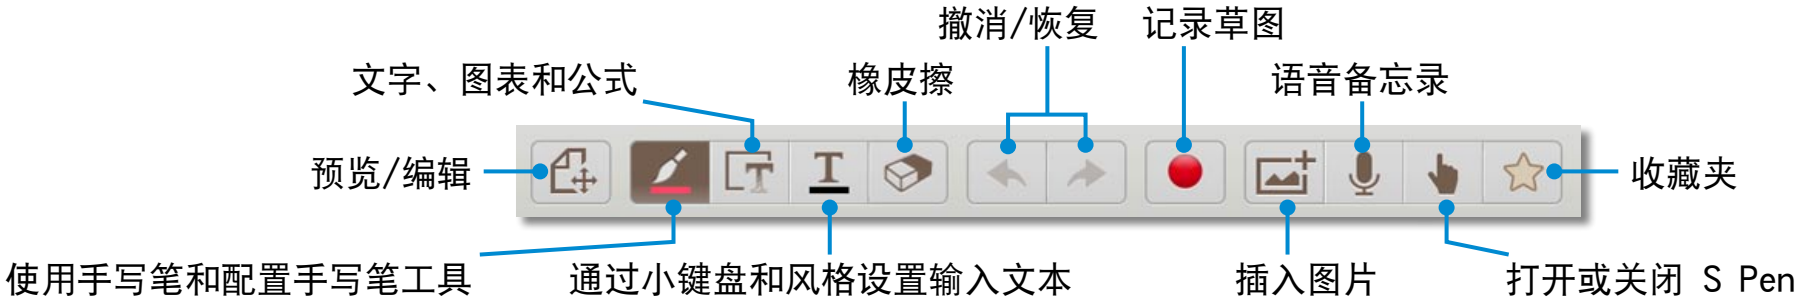 撤消/恢复 记录草图
文字、图表和公式 橡皮擦 语音备忘录
预览/编辑 收藏夹
使用手写笔和配置手写笔工具 通过小键盘和风格设置输入文本 插入图片 打开或关闭 S Pen